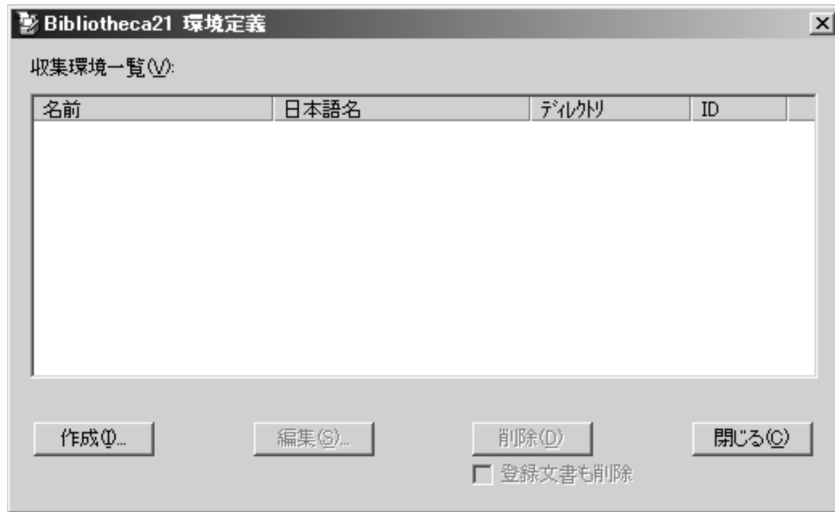 Bibliotheca21 環境定義
収集環境一覧(V):
名前 日本語名 ディレクトリ ID
作成(I)... 編集(S)... 削除(D) 閉じる(C)
登録文書も削除